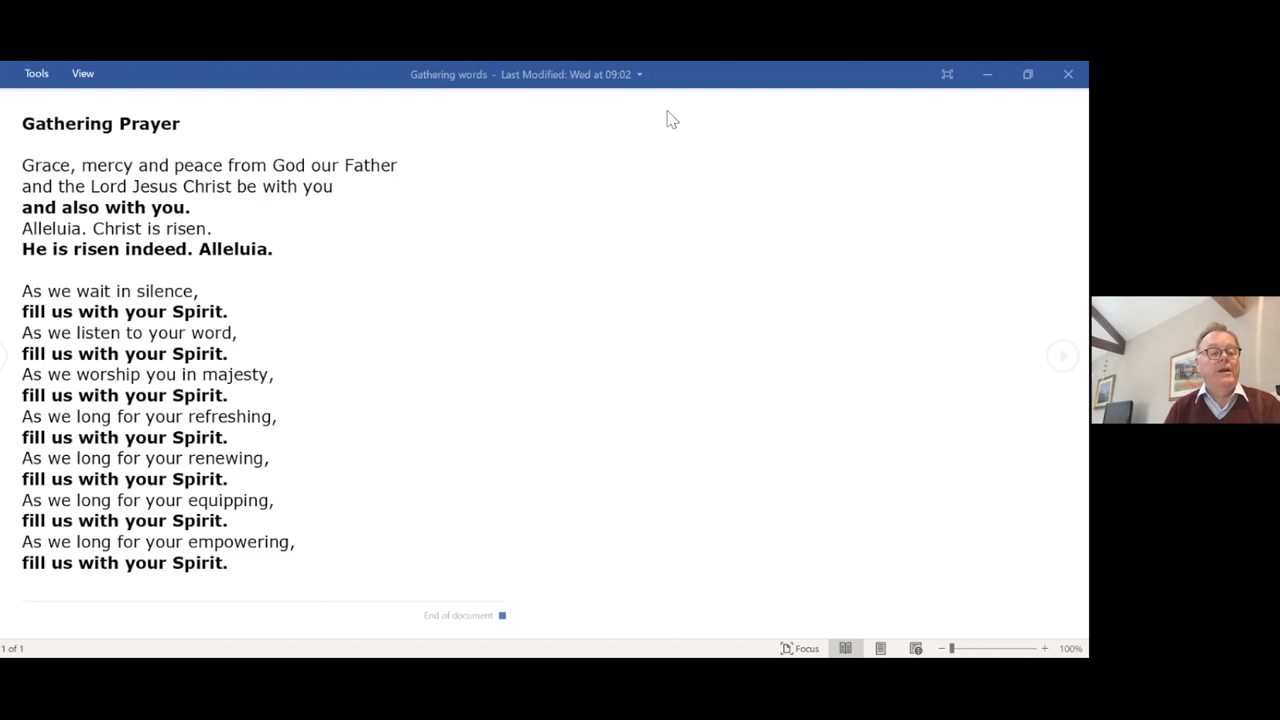 Tools View Gathering words - Last Modified: Wed at 09:02
Gathering Prayer
Grace, mercy and peace from God our Father
and the Lord Jesus Christ be with you
and also with you.
Alleluia. Christ is risen.
He is risen indeed. Alleluia.
As we wait in silence,
fill us with your Spirit.
As we listen to your word,
fill us with your Spirit.
As we worship you in majesty,
fill us with your Spirit.
As we long for your refreshing,
fill us with your Spirit.
As we long for your renewing,
fill us with your Spirit.
As we long for your equipping,
fill us with your Spirit.
As we long for your empowering,
fill us with your Spirit.
End of document
1 of 1 Focus 100%